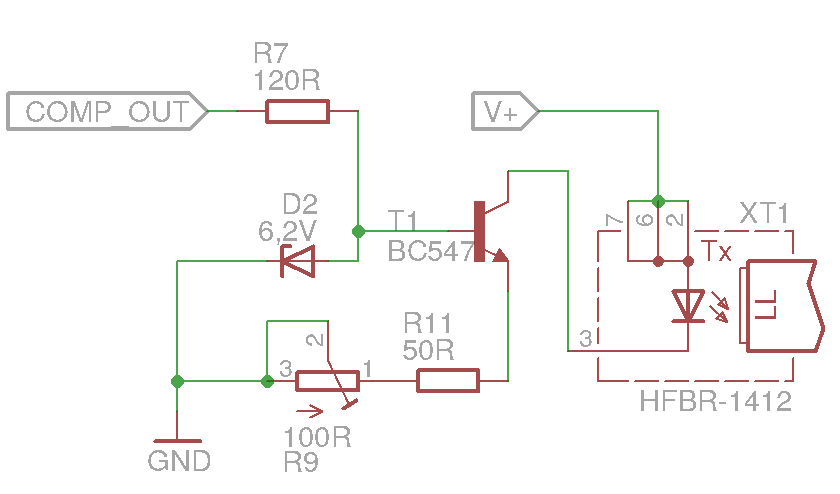 R7
120R
COMP_OUT
V+
D2
6,2V
T1
BC547
7
6
2
XT1
Tx
3
R11
50R
2
3
1
100R
R9
GND
HFBR-1412